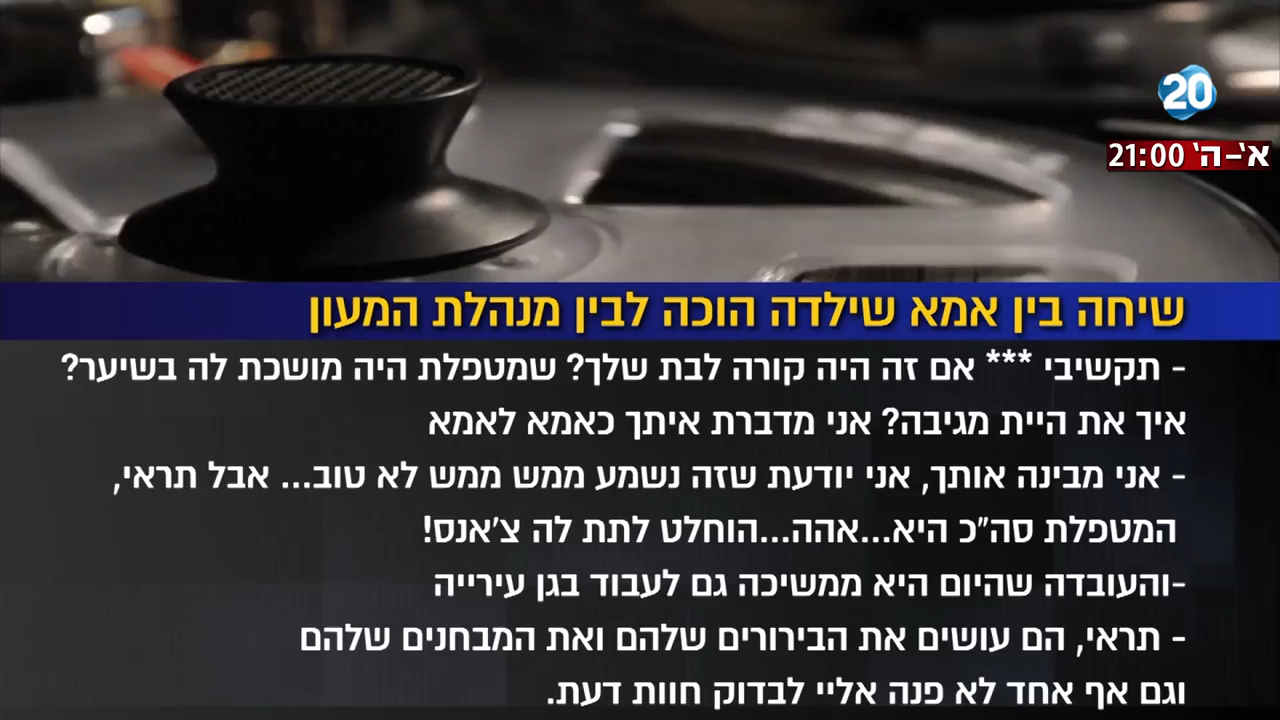 20
א'-ה' 21:00
שיחה בין אמא שילדה הוכה לבין מנהלת המעון
- תקשיבי *** אם זה היה קורה לבת שלך? שמטפלת היה מושכת לה בשיער?
איך את היית מגיבה? אני מדברת איתך כאמא לאמא
- אני מבינה אותך, אני יודעת שזה נשמע ממש ממש לא טוב... אבל תראי,
המטפלת סה"כ היא...אהה...הוחלט לתת לה צ'אנס!
-והעובדה שהיום היא ממשיכה גם לעבוד בגן עירייה
- תראי, הם עושים את הבירורים שלהם ואת המבחנים שלהם
וגם אף אחד לא פנה אליי לבדוק חוות דעת.